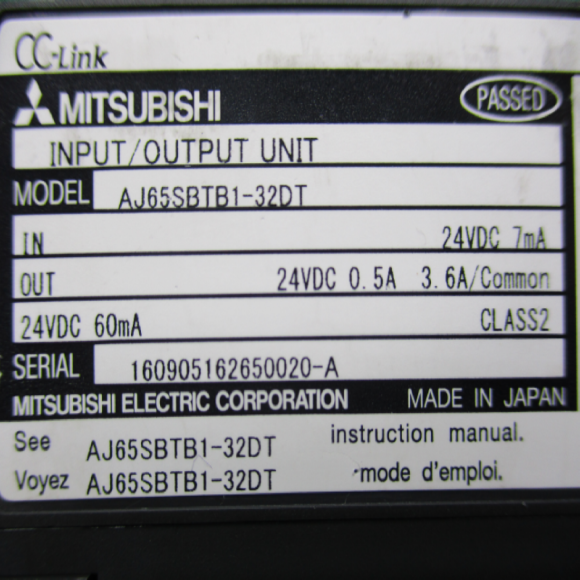 CC-Link
MITSUBISHI PASSED
INPUT/OUTPUT UNIT
MODEL AJ65SBTB1-32DT
IN 24VDC 7mA
OUT 24VDC 0.5A 3.6A/Common
24VDC 60mA CLASS2
SERIAL 160905162650020-A
MITSUBISHI ELECTRIC CORPORATION MADE IN JAPAN
See AJ65SBTB1-32DT instruction manual.
Voyez AJ65SBTB1-32DT mode d'emploi.